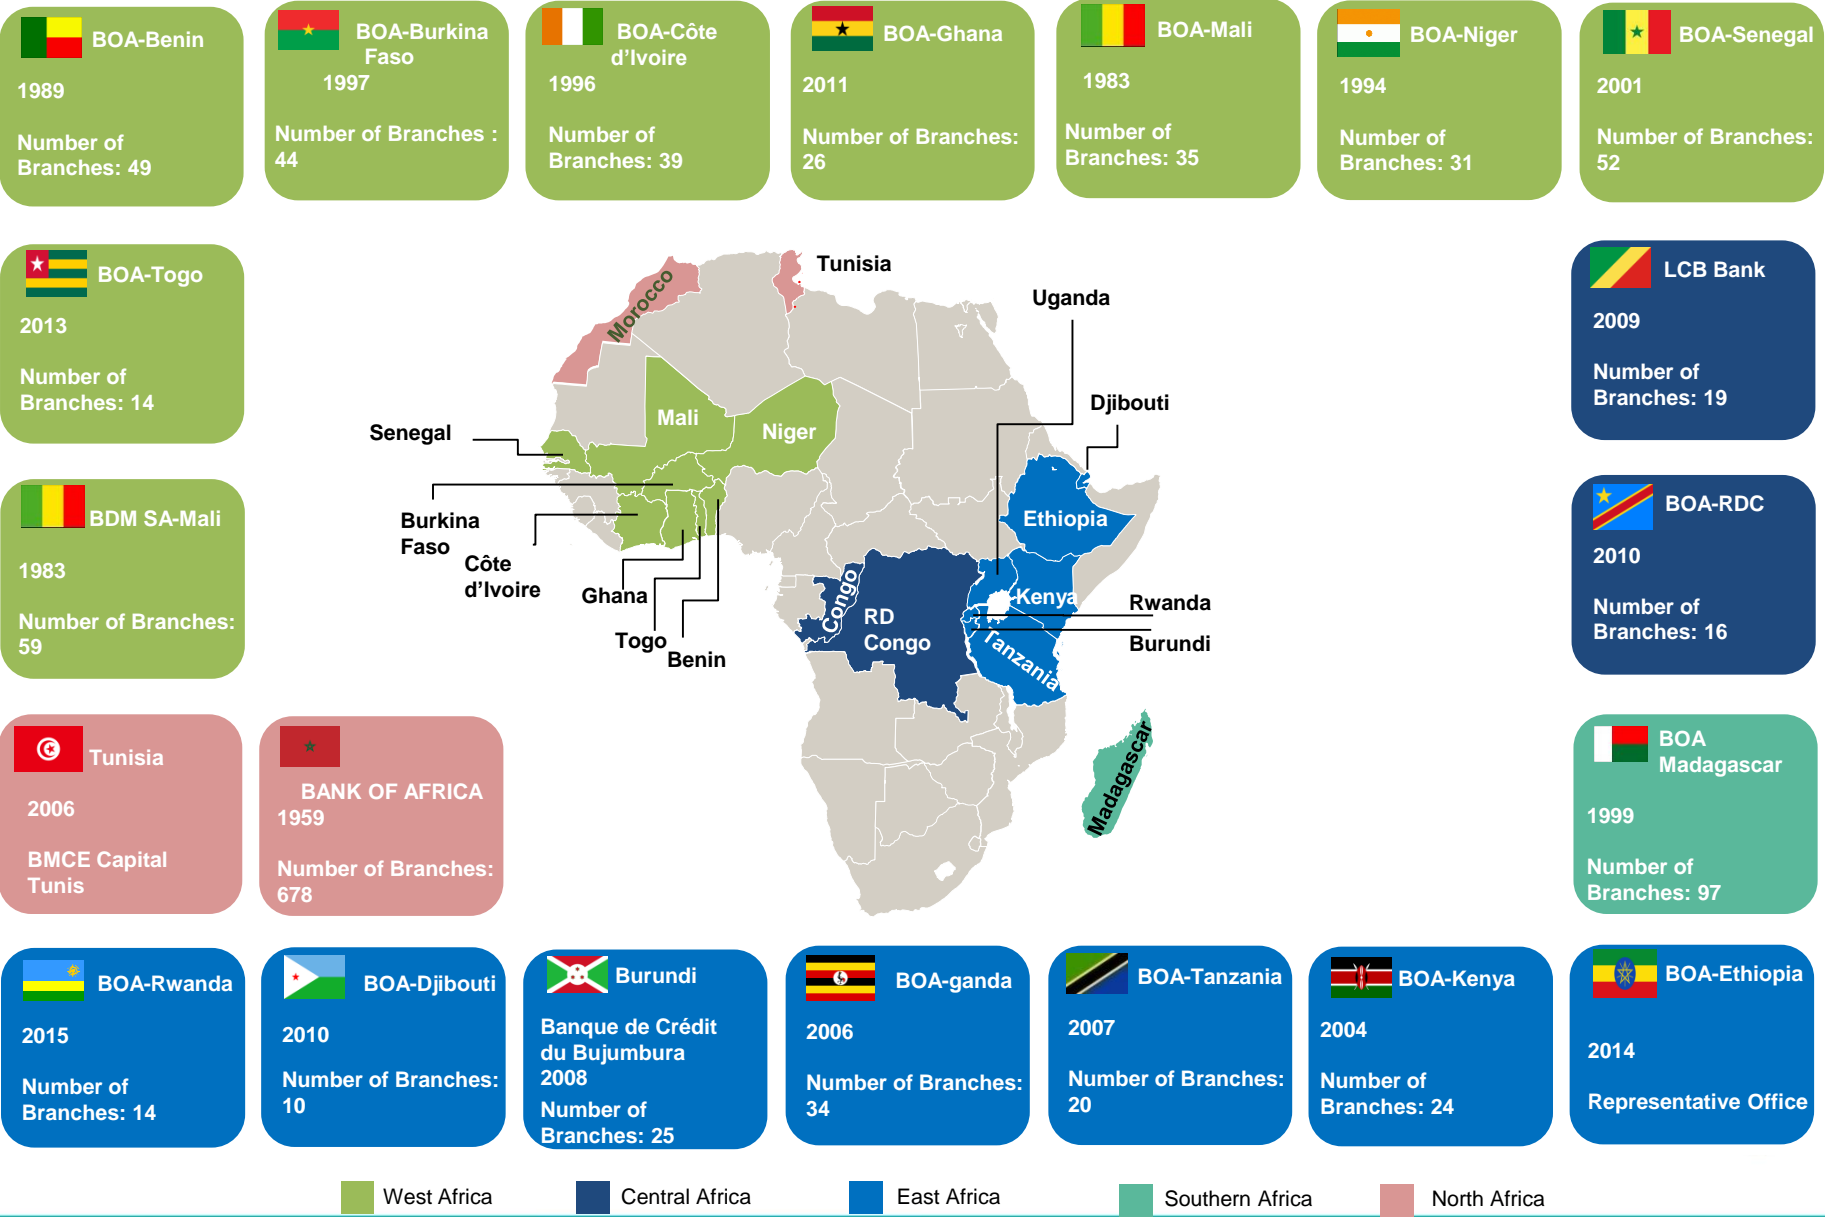 BOA-Benin
1989
Number of
Branches: 49
BOA-Burkina
Faso
1997
Number of Branches :
44
BOA-Côte
d’Ivoire
1996
Number of
Branches: 39
BOA-Ghana
2011
Number of Branches:
26
BOA-Mali
1983
Number of
Branches: 35
BOA-Niger
1994
Number of
Branches: 31
BOA-Senegal
2001
Number of Branches:
52
BOA-Togo
2013
Number of
Branches: 14
LCB Bank
2009
Number of
Branches: 19
BDM SA-Mali
1983
Number of Branches:
59
BOA-RDC
2010
Number of
Branches: 16
Tunisia
2006
BMCE Capital
Tunis
BANK OF AFRICA
1959
Number of Branches:
678
BOA
Madagascar
1999
Number of
Branches: 97
Tunisia
Morocco
Uganda
Djibouti
Mali
Niger
Senegal
Burkina
Faso
Côte
d’Ivoire
Ghana
Togo
Benin
Ethiopia
Congo
RD
Congo
Kenya
Tanzania
Rwanda
Burundi
Madagascar
BOA-Rwanda
2015
Number of
Branches: 14
BOA-Djibouti
2010
Number of Branches:
10
Burundi
Banque de Crédit
du Bujumbura
2008
Number of
Branches: 25
BOA-ganda
2006
Number of Branches:
34
BOA-Tanzania
2007
Number of Branches:
20
BOA-Kenya
2004
Number of
Branches: 24
BOA-Ethiopia
2014
Representative Office
West Africa
Central Africa
East Africa
Southern Africa
North Africa